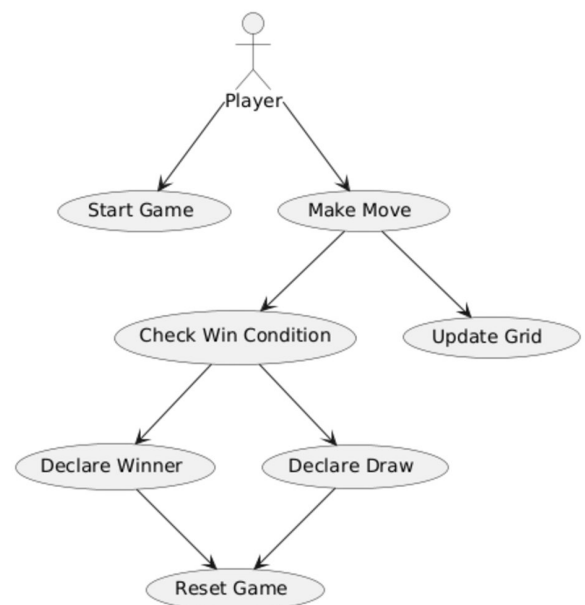 Player
Start Game
Make Move
Check Win Condition
Update Grid
Declare Winner
Declare Draw
Reset Game